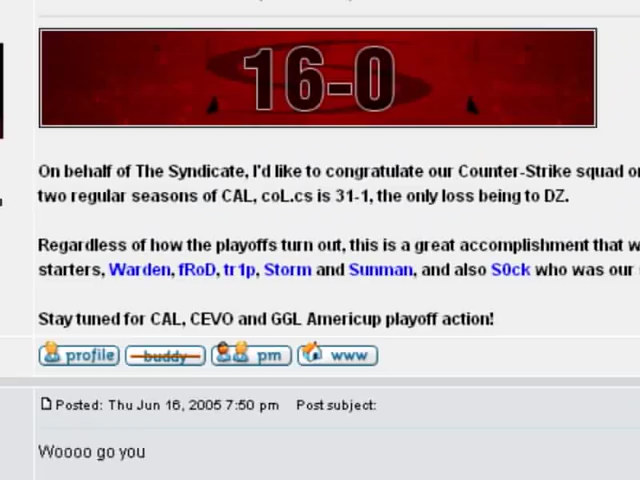 16-0
On behalf of The Syndicate, I'd like to congratulate our Counter-Strike squad
two regular seasons of CAL, coL.cs is 31-1, the only loss being to DZ.
Regardless of how the playoffs turn out, this is a great accomplishment that
starters, Warden, fRoD, tr1p, Storm and Sunman, and also S0ck who was our
Stay tuned for CAL, CEVO and GGL Americup playoff action!
profile buddy pm www
Posted: Thu Jun 16, 2005 7:50 pm Post subject:
Woooo go you